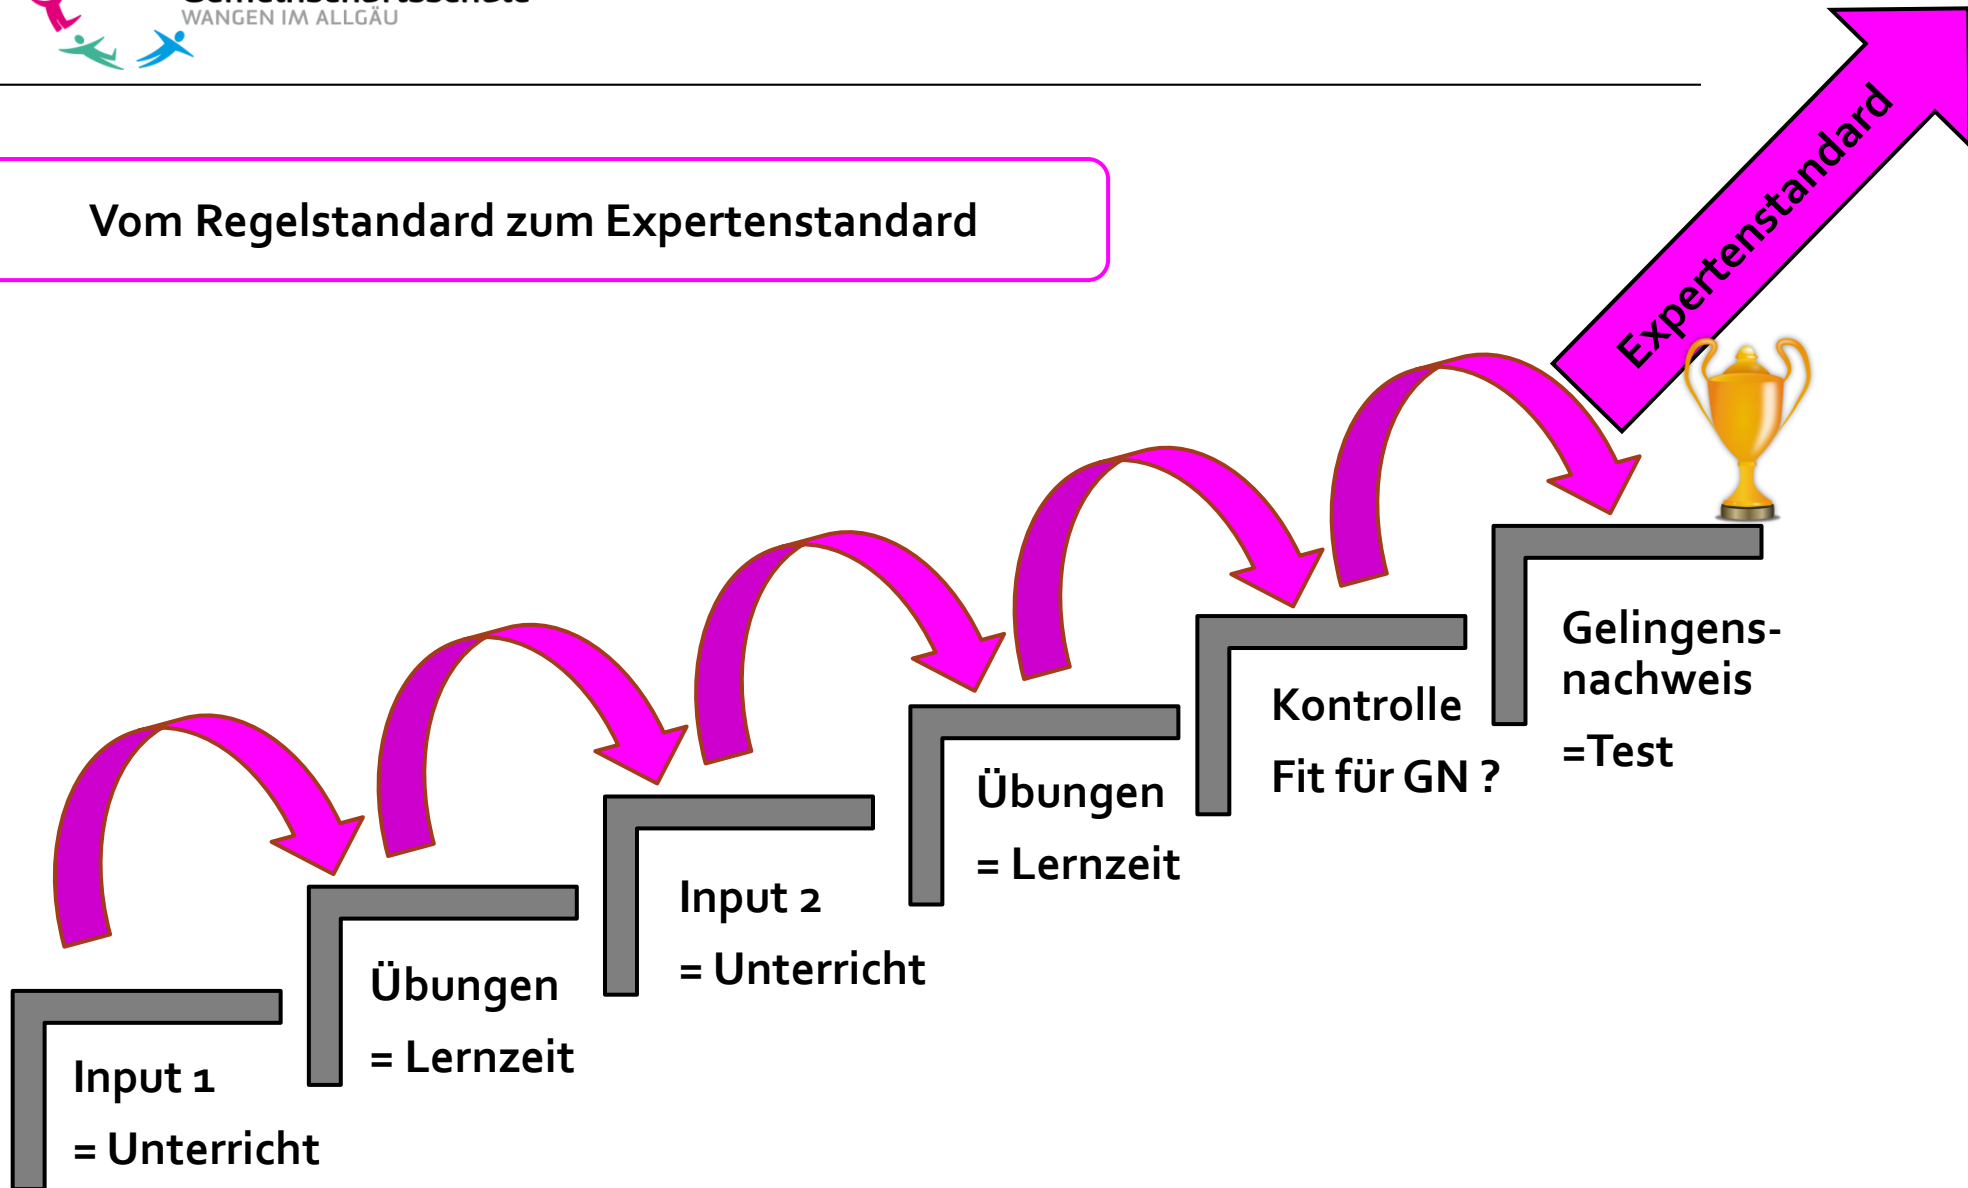 Gemeinschaftsschule
WANGEN IM ALLGÄU
Vom Regelstandard zum Expertenstandard
Expertenstandard
Input 1
= Unterricht
Übungen
= Lernzeit
Input 2
= Unterricht
Übungen
= Lernzeit
Kontrolle
Fit für GN ?
Gelingens-
nachweis
=Test